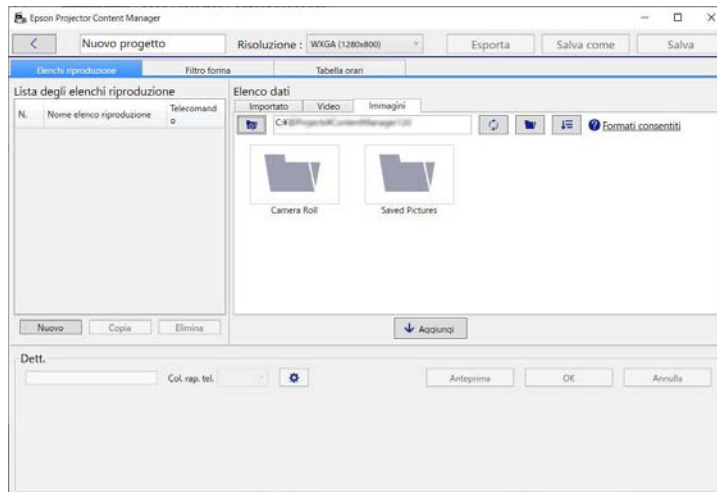 Epson Projector Content Manager
Nuovo progetto
Risoluzione : WXGA (1280x800)
Esporta
Salva come
Salva
Elenchi riproduzione
Filtro forma
Tabella orari
Lista degli elenchi riproduzione
N.
Nome elenco riproduzione
Telecomand
o
Elenco dati
Importato
Video
Immagini
Formati consentiti
Camera Roll
Saved Pictures
Nuovo
Copia
Elimina
Aggiungi
Dett.
Col. rap. tel.
Anteprima
OK
Annulla